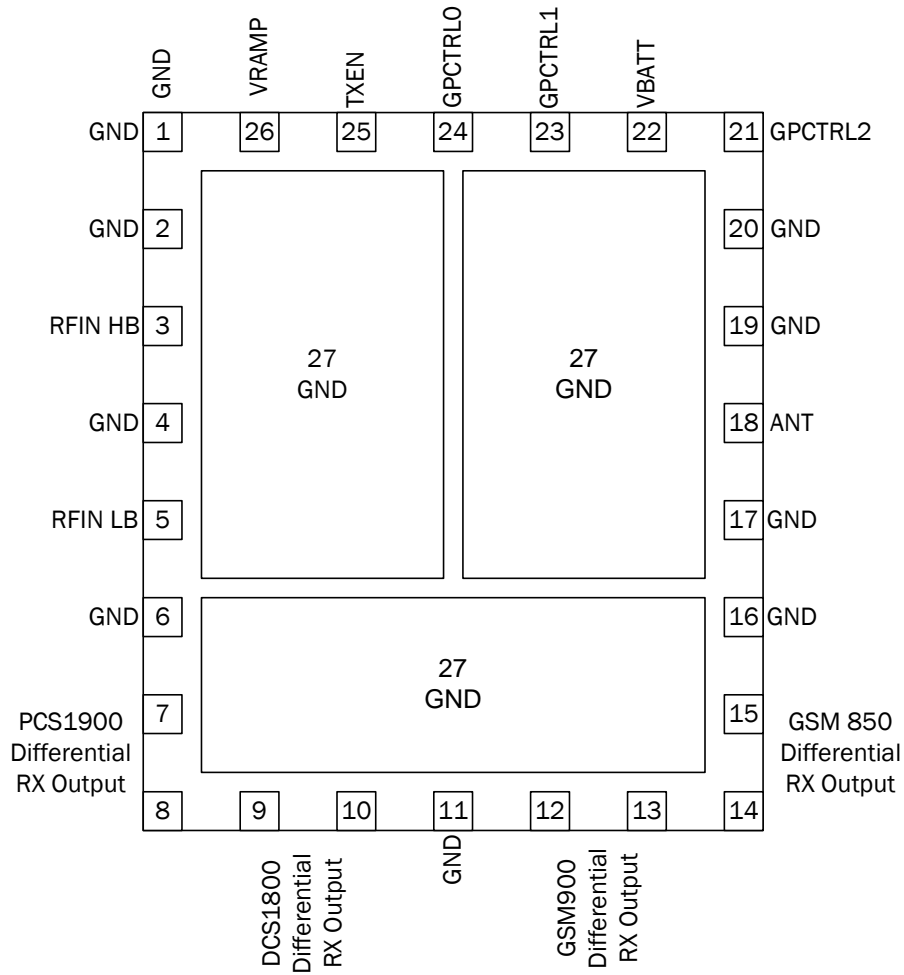 GND
VRAMP
TXEN
GPCTRL0
GPCTRL1
VBATT
GND 1 26 25 24 23 22 21 GPCTRL2
GND 2 20 GND
RFIN HB 3 19 GND
27
GND
27
GND
GND 4 18 ANT
RFIN LB 5 17 GND
GND 6 16 GND
27
GND
7 15
PCS1900
Differential
RX Output
GSM 850
Differential
RX Output
8 9 10 11 12 13 14
DCS1800
Differential
RX Output
GND
GSM900
Differential
RX Output